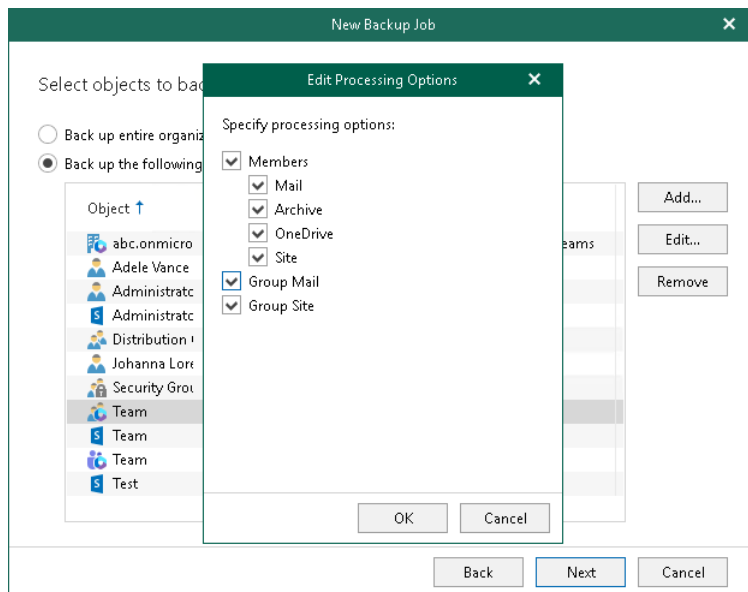 New Backup Job
Select objects to bac
Edit Processing Options
Specify processing options:
Back up entire organiz
Members
Back up the following
Mail
Archive
OneDrive
Site
Group Mail
Group Site
Object
Add...
abc.onmicro
eams
Edit...
Adele Vance
Administratc
Remove
Administratc
Distribution
Johanna Lore
Security Grou
Team
Team
Team
Test
OK
Cancel
Back
Next
Cancel